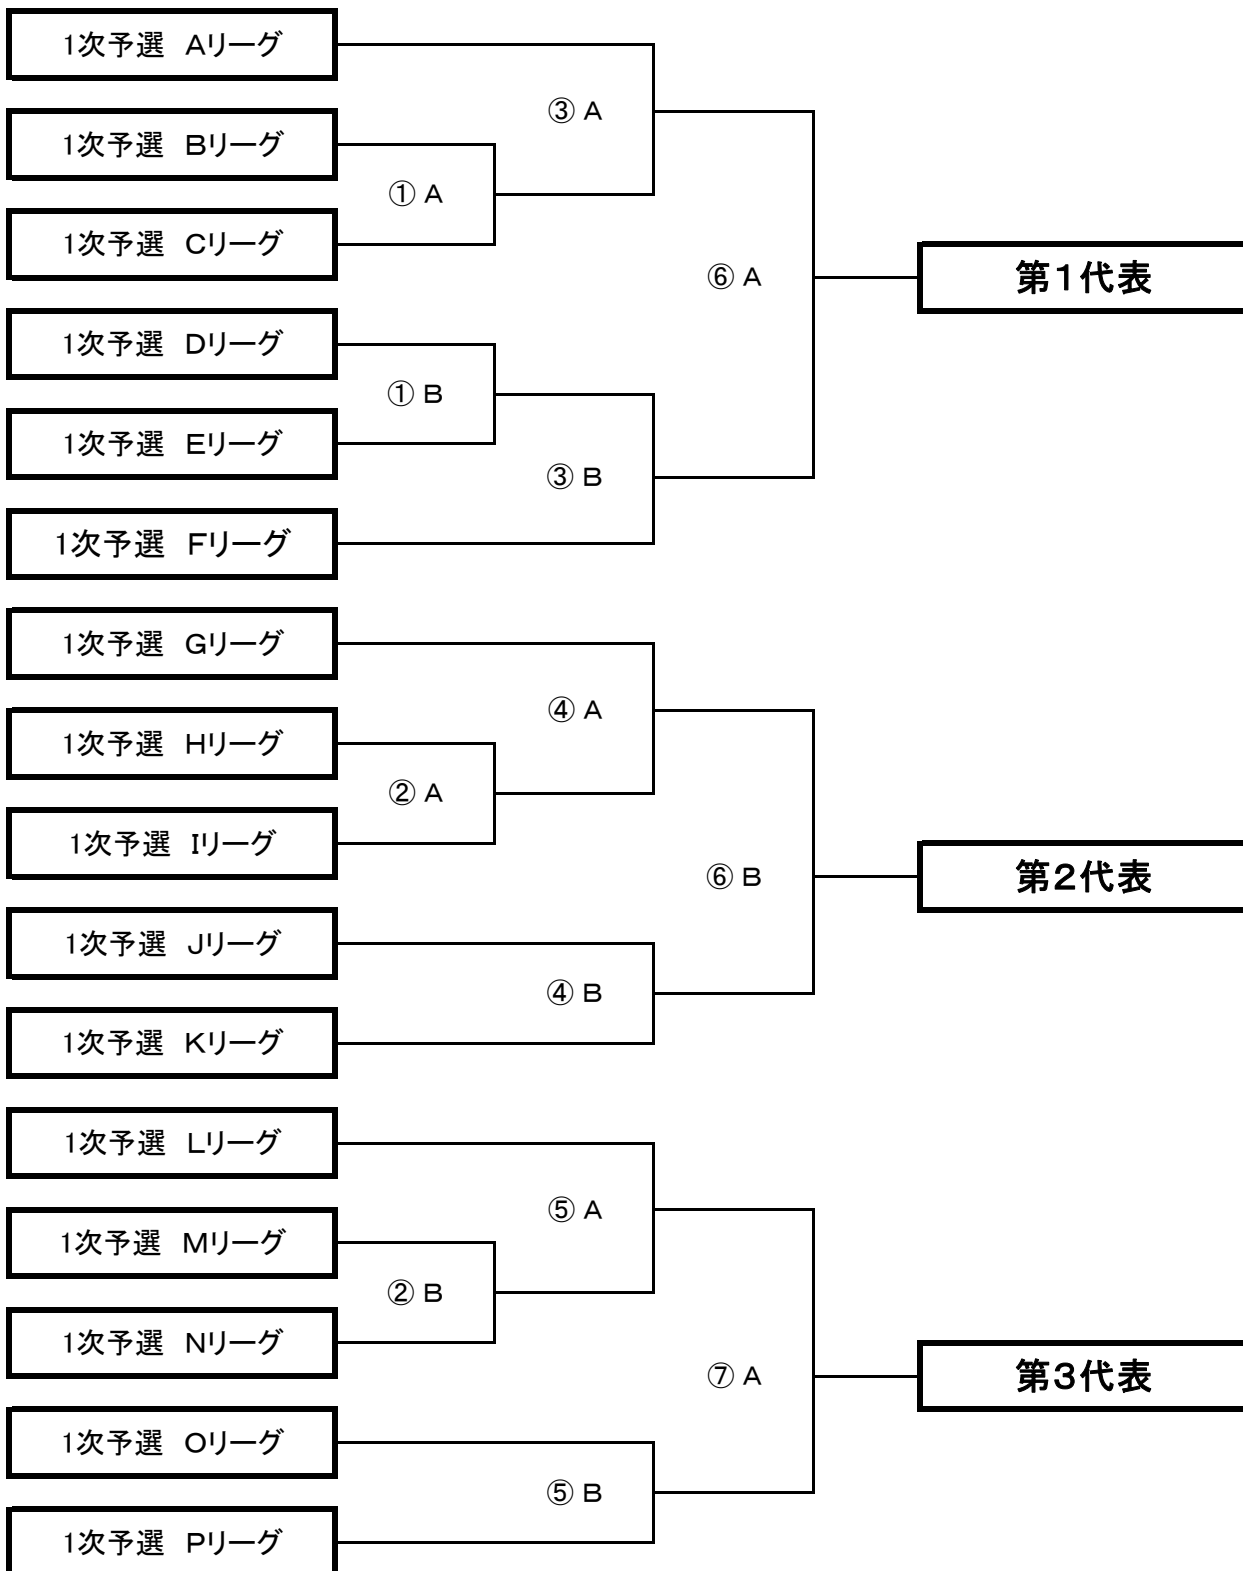 1次予選　Aリーグ
③ A
1次予選　Bリーグ
① A
1次予選　Cリーグ
⑥ A
第1代表
1次予選　Dリーグ
① B
1次予選　Eリーグ
③ B
1次予選　Fリーグ
1次予選　Gリーグ
④ A
1次予選　Hリーグ
② A
1次予選　Iリーグ
⑥ B
第2代表
1次予選　Jリーグ
④ B
1次予選　Kリーグ
1次予選　Lリーグ
⑤ A
1次予選　Mリーグ
② B
1次予選　Nリーグ
⑦ A
第3代表
1次予選　Oリーグ
⑤ B
1次予選　Pリーグ